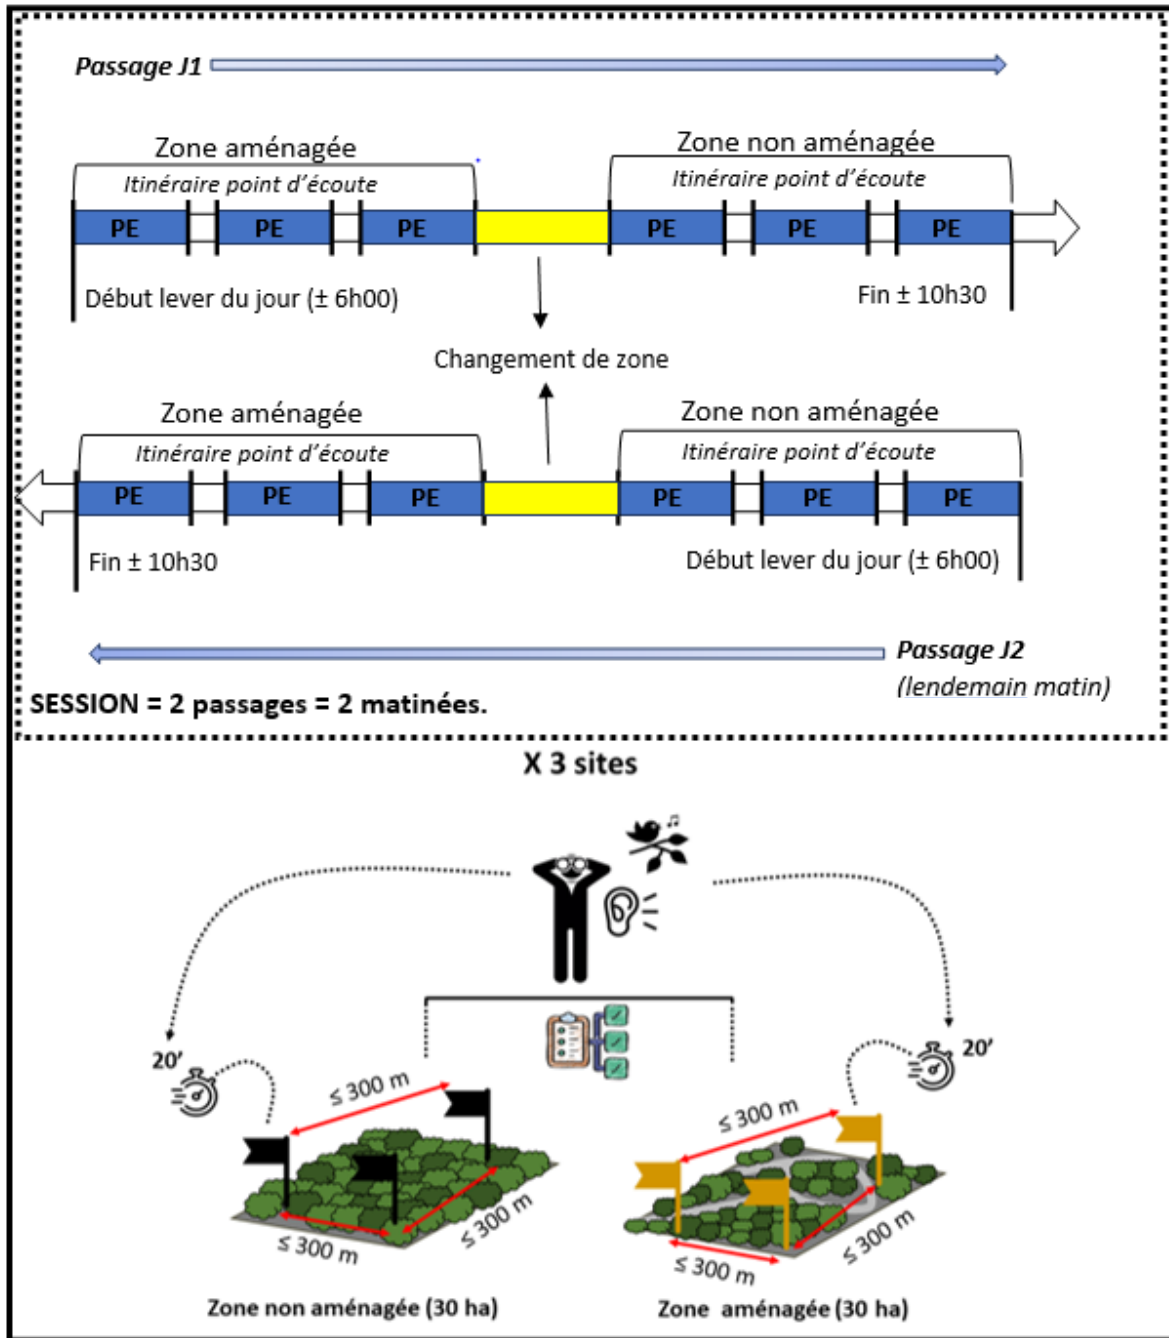 Passage J1
Zone aménagée
Zone non aménagée
Itinéraire point d'écoute
Itinéraire point d'écoute
PE PE PE PE PE PE
Début lever du jour (± 6h00)
Fin ± 10h30
Changement de zone
Zone aménagée
Zone non aménagée
Itinéraire point d'écoute
Itinéraire point d'écoute
PE PE PE PE PE PE
Fin ± 10h30
Début lever du jour (± 6h00)
Passage J2
(lendemain matin)
SESSION = 2 passages = 2 matinées.
X 3 sites
20'
20'
≤ 300 m
≤ 300 m
≤ 300 m
≤ 300 m
≤ 300 m
≤ 300 m
Zone non aménagée (30 ha)
Zone aménagée (30 ha)